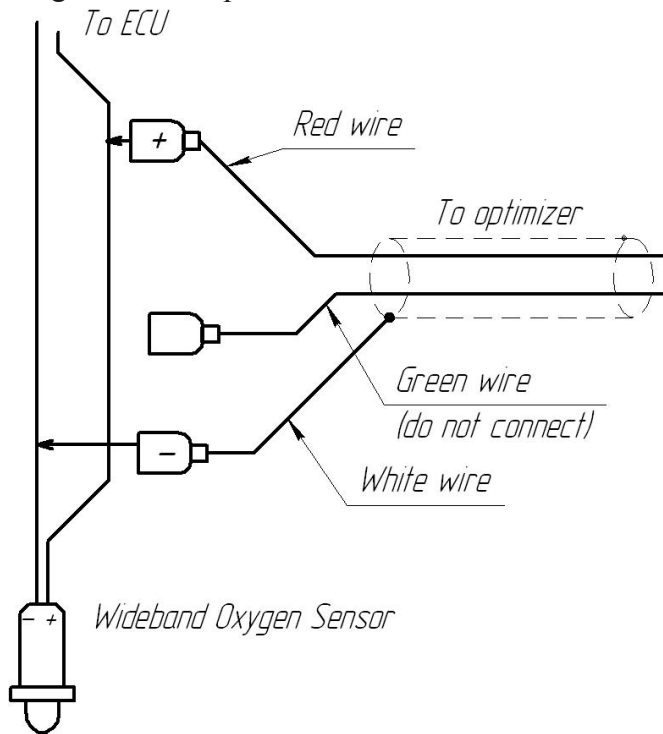 To ECU
+
Red wire
To optimizer
Green wire
(do not connect)
-
White wire
- +
Wideband Oxygen Sensor